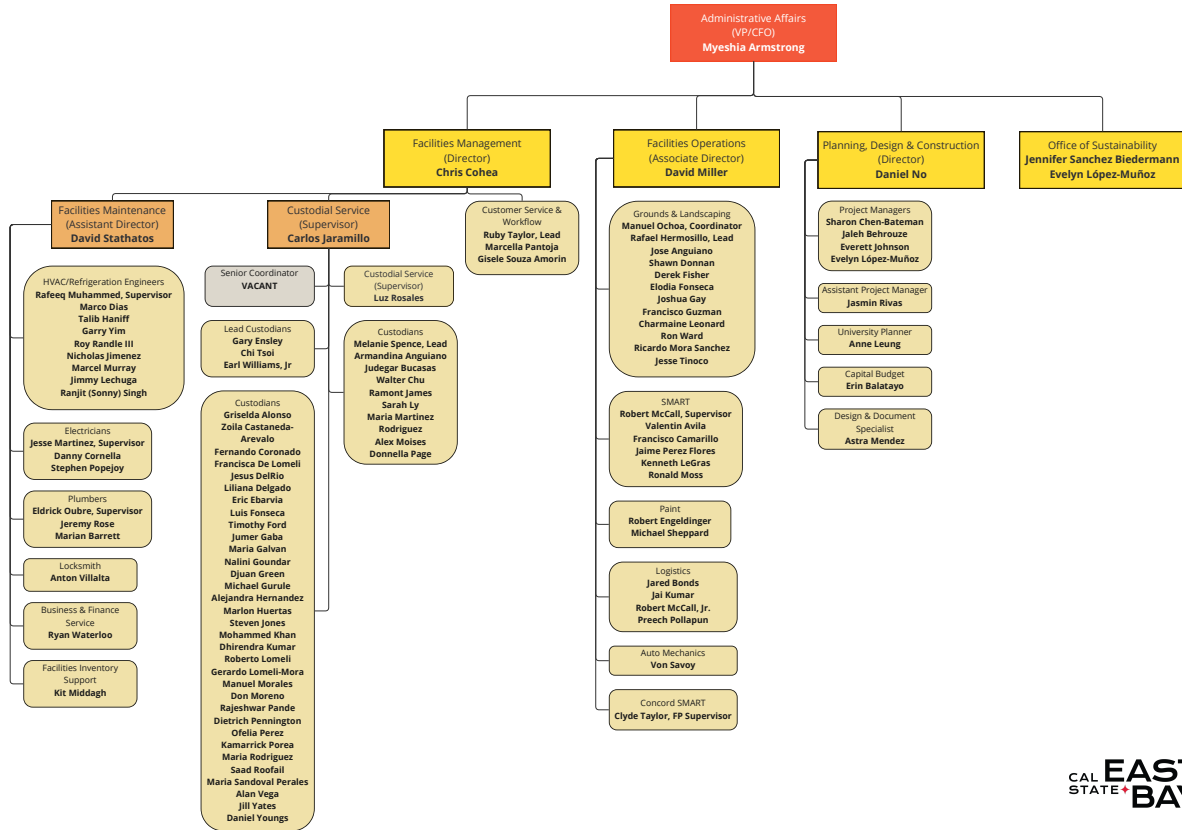 Administrative Affairs
(VP/CFO)
Myeshia Armstrong
Facilities Management
(Director)
Chris Cohea
Facilities Operations
(Associate Director)
David Miller
Planning, Design & Construction
(Director)
Daniel No
Office of Sustainability
Jennifer Sanchez Biedermann
Evelyn López-Muñoz
Facilities Maintenance
(Assistant Director)
David Stathatos
Custodial Service
(Supervisor)
Carlos Jaramillo
Customer Service &
Workflow
Ruby Taylor, Lead
Marcella Pantoja
Gisele Souza Amorin
HVAC/Refrigeration Engineers
Rafeeq Muhammed, Supervisor
Marco Dias
Talib Haniff
Garry Yim
Roy Randle III
Nicholas Jimenez
Marcel Murray
Jimmy Lechuga
Ranjit (Sonny) Singh
Electricians
Jesse Martinez, Supervisor
Danny Cornella
Stephen Popejoy
Plumbers
Eldrick Oubre, Supervisor
Jeremy Rose
Marian Barrett
Locksmith
Anton Villalta
Business & Finance
Service
Ryan Waterloo
Facilities Inventory
Support
Kit Middagh
Senior Coordinator
VACANT
Lead Custodians
Gary Ensley
Chi Tsoi
Earl Williams, Jr
Custodians
Griselda Alonso
Zoila Castaneda-
Arevalo
Fernando Coronado
Francisca De Lomeli
Jesus DelRio
Liliana Delgado
Eric Ebarvia
Luis Fonseca
Timothy Ford
Jumer Gaba
Maria Galvan
Nalini Goundar
Djuan Green
Michael Gurule
Alejandra Hernandez
Marlon Huertas
Steven Jones
Mohammed Khan
Dhirendra Kumar
Roberto Lomeli
Gerardo Lomeli-Mora
Manuel Morales
Don Moreno
Rajeshwar Pande
Dietrich Pennington
Ofelia Perez
Kamarrick Porea
Maria Rodriguez
Saad Roofail
Maria Sandoval Perales
Alan Vega
Jill Yates
Daniel Youngs
Custodial Service
(Supervisor)
Luz Rosales
Custodians
Melanie Spence, Lead
Armandina Anguiano
Judegar Bucasas
Walter Chu
Ramont James
Sarah Ly
Maria Martinez
Rodriguez
Alex Moises
Donnella Page
Grounds & Landscaping
Manuel Ochoa, Coordinator
Rafael Hermosillo, Lead
Jose Anguiano
Shawn Donnan
Derek Fisher
Elodia Fonseca
Joshua Gay
Francisco Guzman
Charmaine Leonard
Ron Ward
Ricardo Mora Sanchez
Jesse Tinoco
SMART
Robert McCall, Supervisor
Valentin Avila
Francisco Camarillo
Jaime Perez Flores
Kenneth LeGras
Ronald Moss
Paint
Robert Engeldinger
Michael Sheppard
Logistics
Jared Bonds
Jai Kumar
Robert McCall, Jr.
Preech Pollapun
Auto Mechanics
Von Savoy
Concord SMART
Clyde Taylor, FP Supervisor
Project Managers
Sharon Chen-Bateman
Jaleh Behrouze
Everett Johnson
Evelyn López-Muñoz
Assistant Project Manager
Jasmin Rivas
University Planner
Anne Leung
Capital Budget
Erin Balatayo
Design & Document
Specialist
Astra Mendez
CAL STATE EAST BAY